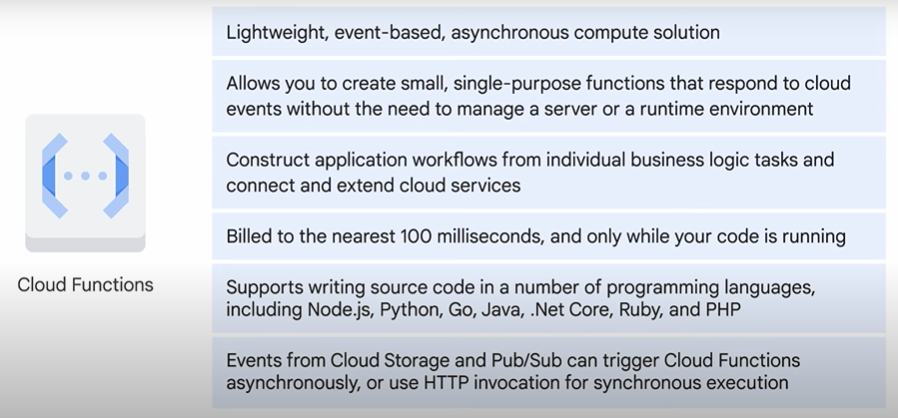 Lightweight, event-based, asynchronous compute solution
Allows you to create small, single-purpose functions that respond to cloud
events without the need to manage a server or a runtime environment
Construct application workflows from individual business logic tasks and
connect and extend cloud services
Billed to the nearest 100 milliseconds, and only while your code is running
Cloud Functions
Supports writing source code in a number of programming languages,
including Node.js, Python, Go, Java, .Net Core, Ruby, and PHP
Events from Cloud Storage and Pub/Sub can trigger Cloud Functions
asynchronously, or use HTTP invocation for synchronous execution